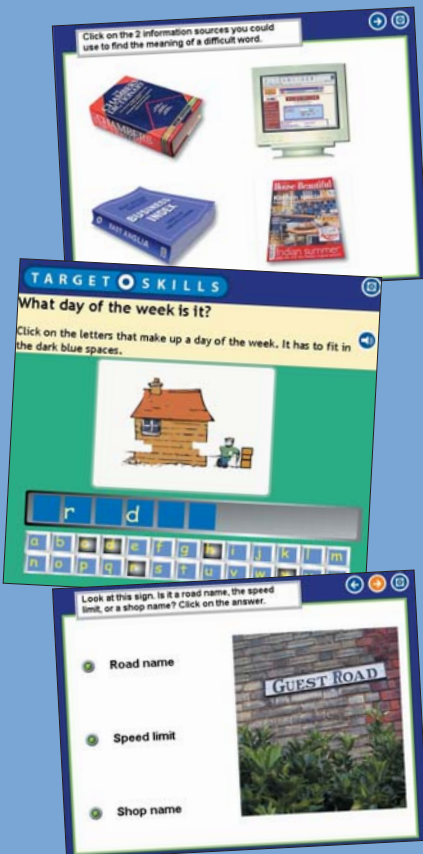 Click on the 2 information sources you could
use to find the meaning of a difficult word.
CHAMBERS
DICTIONARY
CHAMBERS
BUSINESS
INDEX
EAST ANGLIA
House Beautiful
Indian summer
TARGET SKILLS
What day of the week is it?
Click on the letters that make up a day of the week. It has to fit in
the dark blue spaces.
r d
a b d e f g h i j k l m
n o p q s t u v w
Look at this sign. Is it a road name, the speed
limit, or a shop name? Click on the answer.
Road name
GUEST ROAD
Speed limit
Shop name